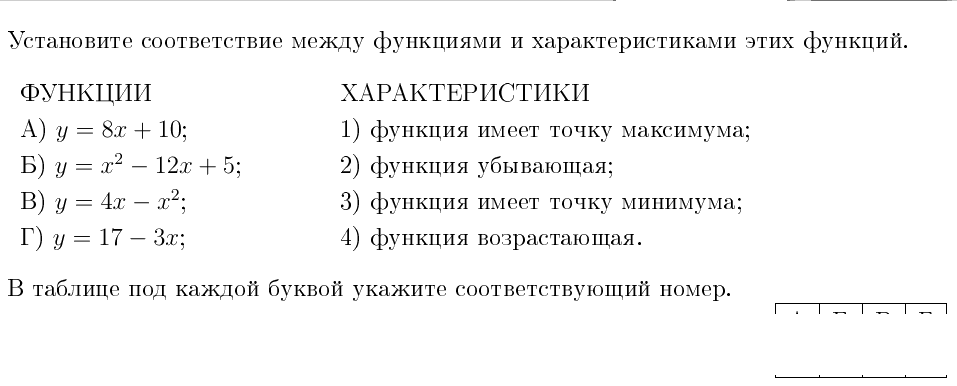 Установите соответствие между функциями и характеристиками этих функций.
ФУНКЦИИ ХАРАКТЕРИСТИКИ
А) y = 8x + 10; 1) функция имеет точку максимума;
Б) y = x² − 12x + 5; 2) функция убывающая;
В) y = 4x − x²; 3) функция имеет точку минимума;
Г) y = 17 − 3x; 4) функция возрастающая.
В таблице под каждой буквой укажите соответствующий номер.